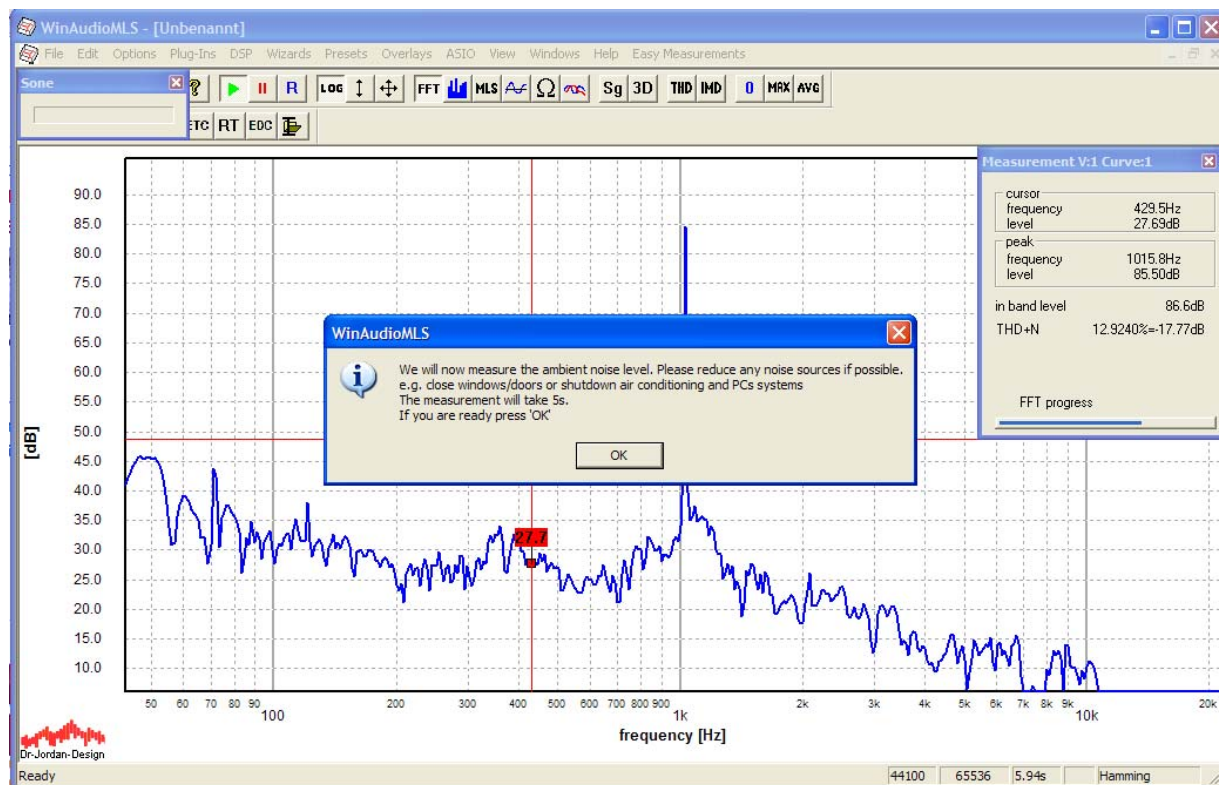 WinAudioMLS - [Unbenannt]
File Edit Options Plug-Ins DSP Wizards Presets Overlays ASIO View Windows Help Easy Measurements
Sone
? R LOG FFT MLS Ω Sg 3D THD IMD 0 MAX AVG
ETC RT EDC
Measurement V:1 Curve:1
cursor
frequency 429.5Hz
level 27.69dB
peak
frequency 1015.8Hz
level 85.50dB
in band level 86.6dB
THD+N 12.9240%=-17.77dB
FFT progress
WinAudioMLS
We will now measure the ambient noise level. Please reduce any noise sources if possible.
e.g. close windows/doors or shutdown air conditioning and PCs systems
The measurement will take 5s.
If you are ready press 'OK'
OK
[dB]
90.0
85.0
80.0
75.0
70.0
65.0
60.0
55.0
50.0
45.0
40.0
35.0
30.0
25.0
20.0
15.0
10.0
27.7
50 60 70 80 90 100 200 300 400 500 600 700 800 900 1k 2k 3k 4k 5k 6k 7k 8k 9k 10k 20k
frequency [Hz]
Dr-Jordan-Design
Ready 44100 65536 5.94s Hamming